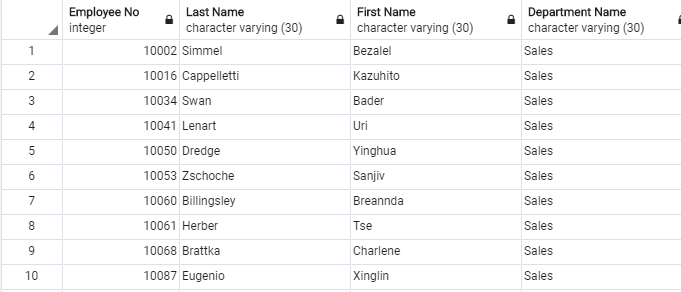 Employee No Last Name First Name Department Name
integer character varying (30) character varying (30) character varying (30)
1 10002 Simmel Bezalel Sales
2 10016 Cappelletti Kazuhito Sales
3 10034 Swan Bader Sales
4 10041 Lenart Uri Sales
5 10050 Dredge Yinghua Sales
6 10053 Zschoche Sanjiv Sales
7 10060 Billingsley Breannda Sales
8 10061 Herber Tse Sales
9 10068 Brattka Charlene Sales
10 10087 Eugenio Xinglin Sales